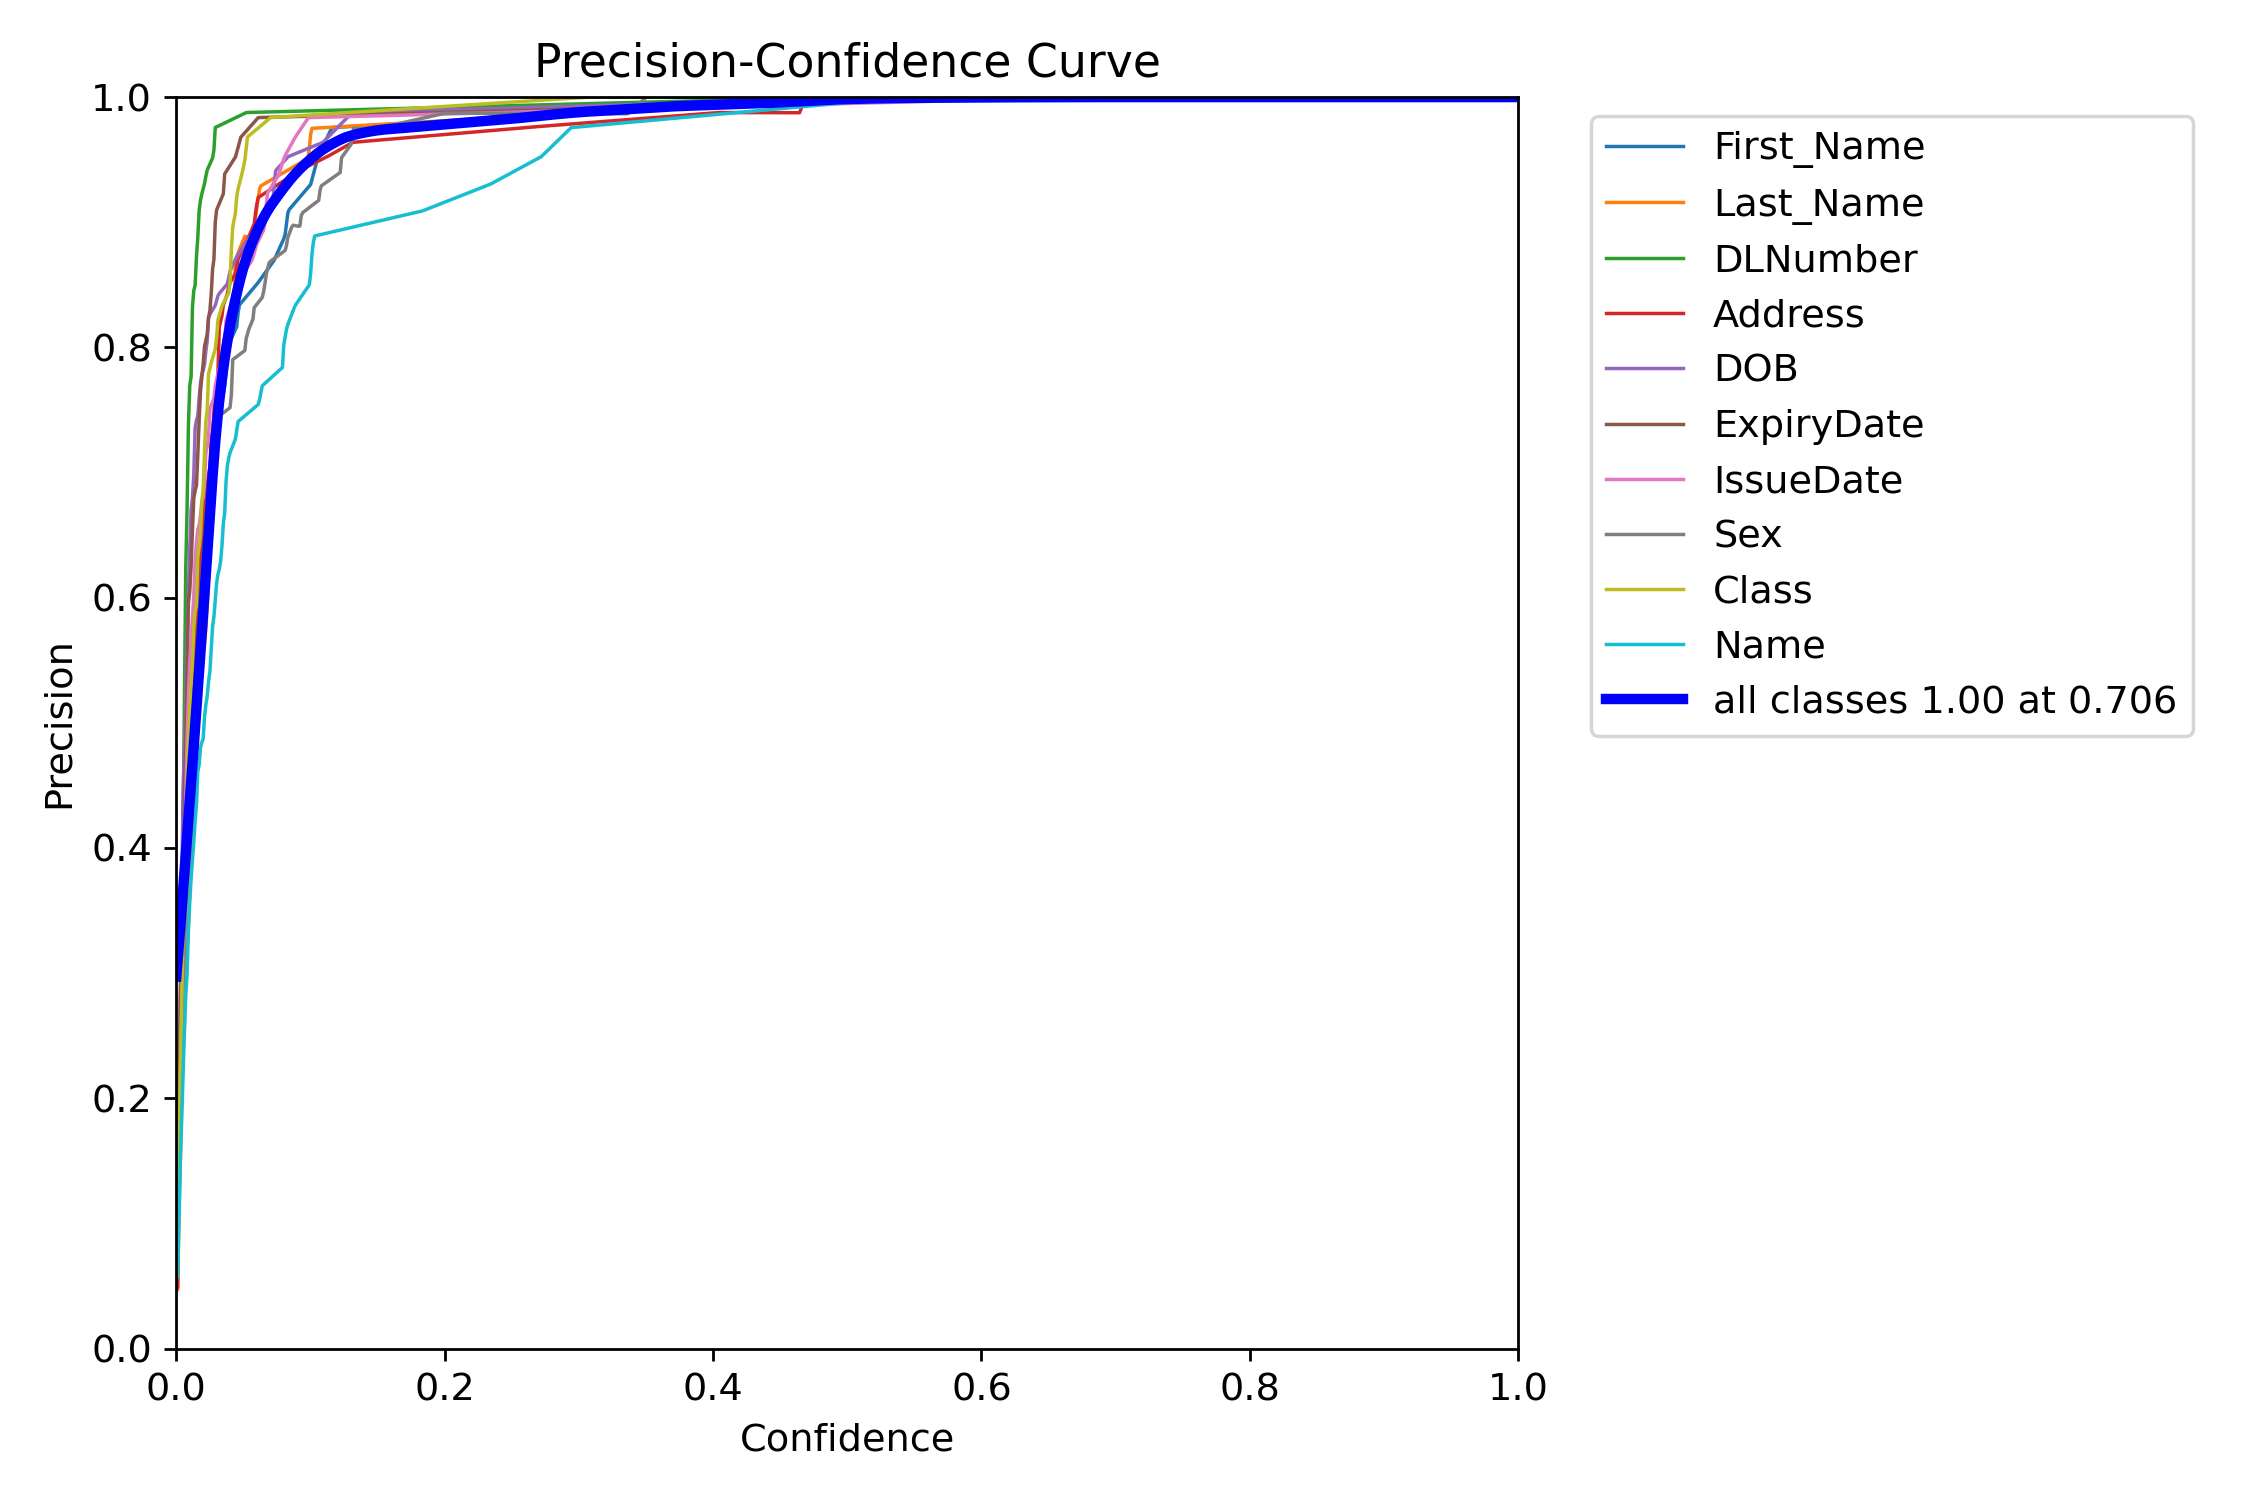 Precision-Confidence Curve
1.0
0.8
0.6
0.4
0.2
0.0
Precision
0.0 0.2 0.4 0.6 0.8 1.0
Confidence
First_Name
Last_Name
DLNumber
Address
DOB
ExpiryDate
IssueDate
Sex
Class
Name
all classes 1.00 at 0.706